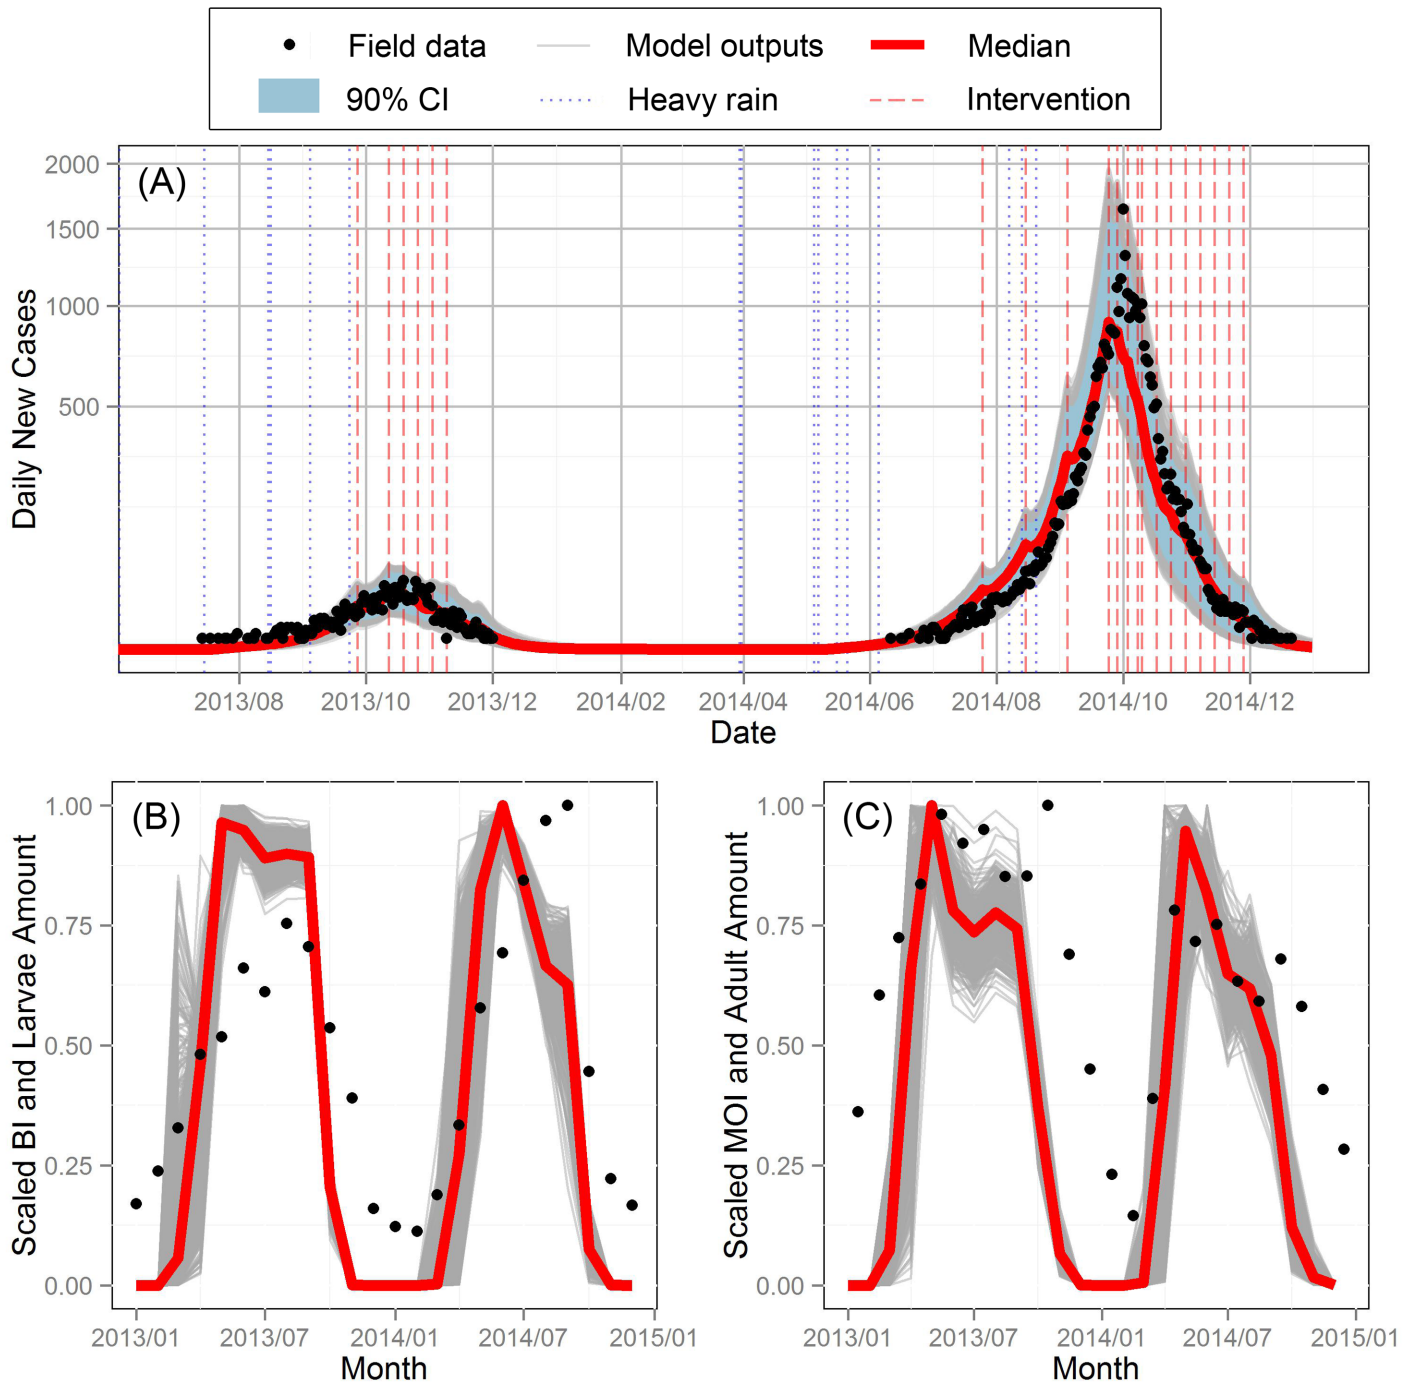 Field data Model outputs Median
90% CI Heavy rain Intervention
(A)
Daily New Cases
2000
1500
1000
500
2013/08 2013/10 2013/12 2014/02 2014/04 2014/06 2014/08 2014/10 2014/12
Date
(B)
Scaled BI and Larvae Amount
1.00
0.75
0.50
0.25
0.00
2013/01 2013/07 2014/01 2014/07 2015/01
Month
(C)
Scaled MOI and Adult Amount
1.00
0.75
0.50
0.25
0.00
2013/01 2013/07 2014/01 2014/07 2015/01
Month